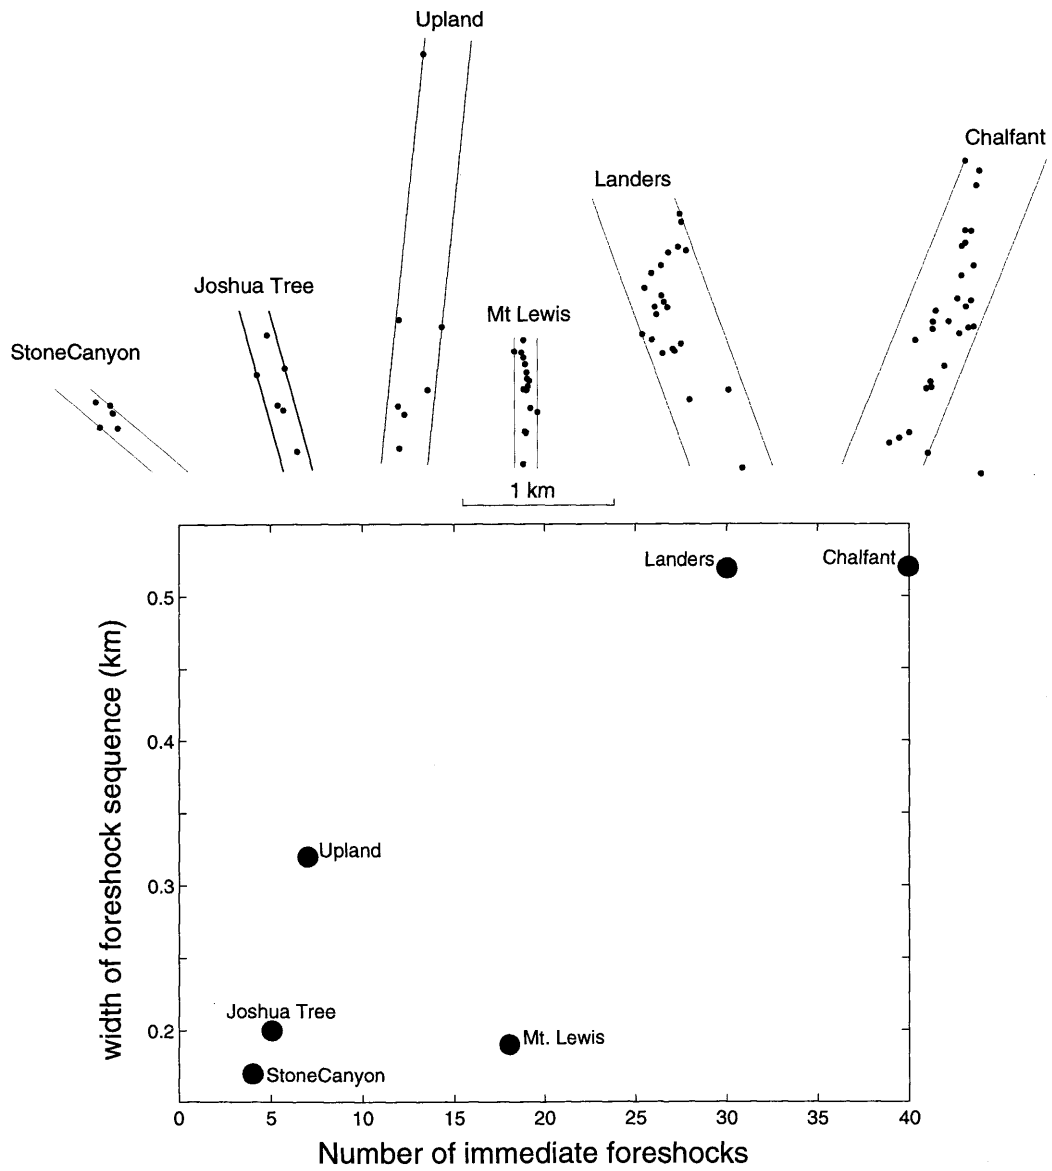 Upland
Chalfant
Landers
Joshua Tree
Mt Lewis
StoneCanyon
1 km
Landers
Chalfant
0.5
0.4
Upland
0.3
Joshua Tree
0.2
Mt. Lewis
StoneCanyon
width of foreshock sequence (km)
0 5 10 15 20 25 30 35 40
Number of immediate foreshocks